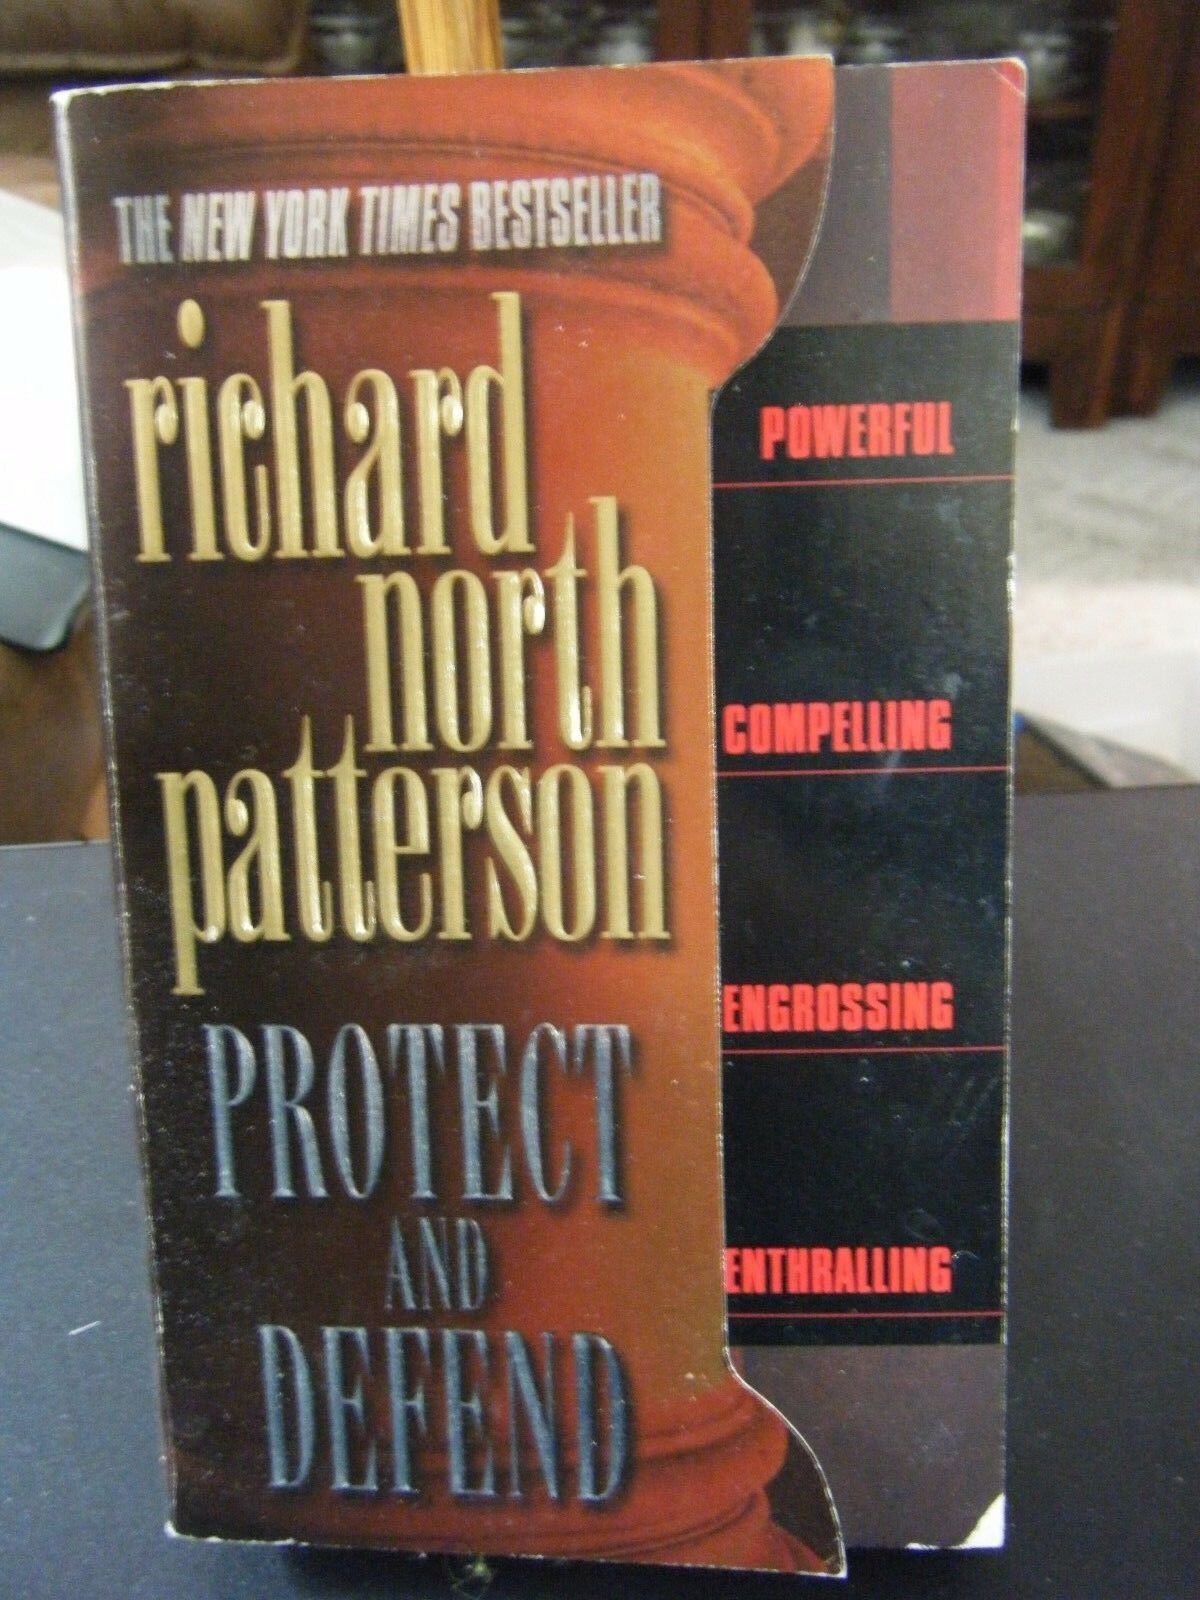 THE NEW YORK TIMES BESTSELLER
richard
north
patterson
PROTECT
AND
DEFEND
POWERFUL
COMPELLING
ENGROSSING
ENTHRALLING